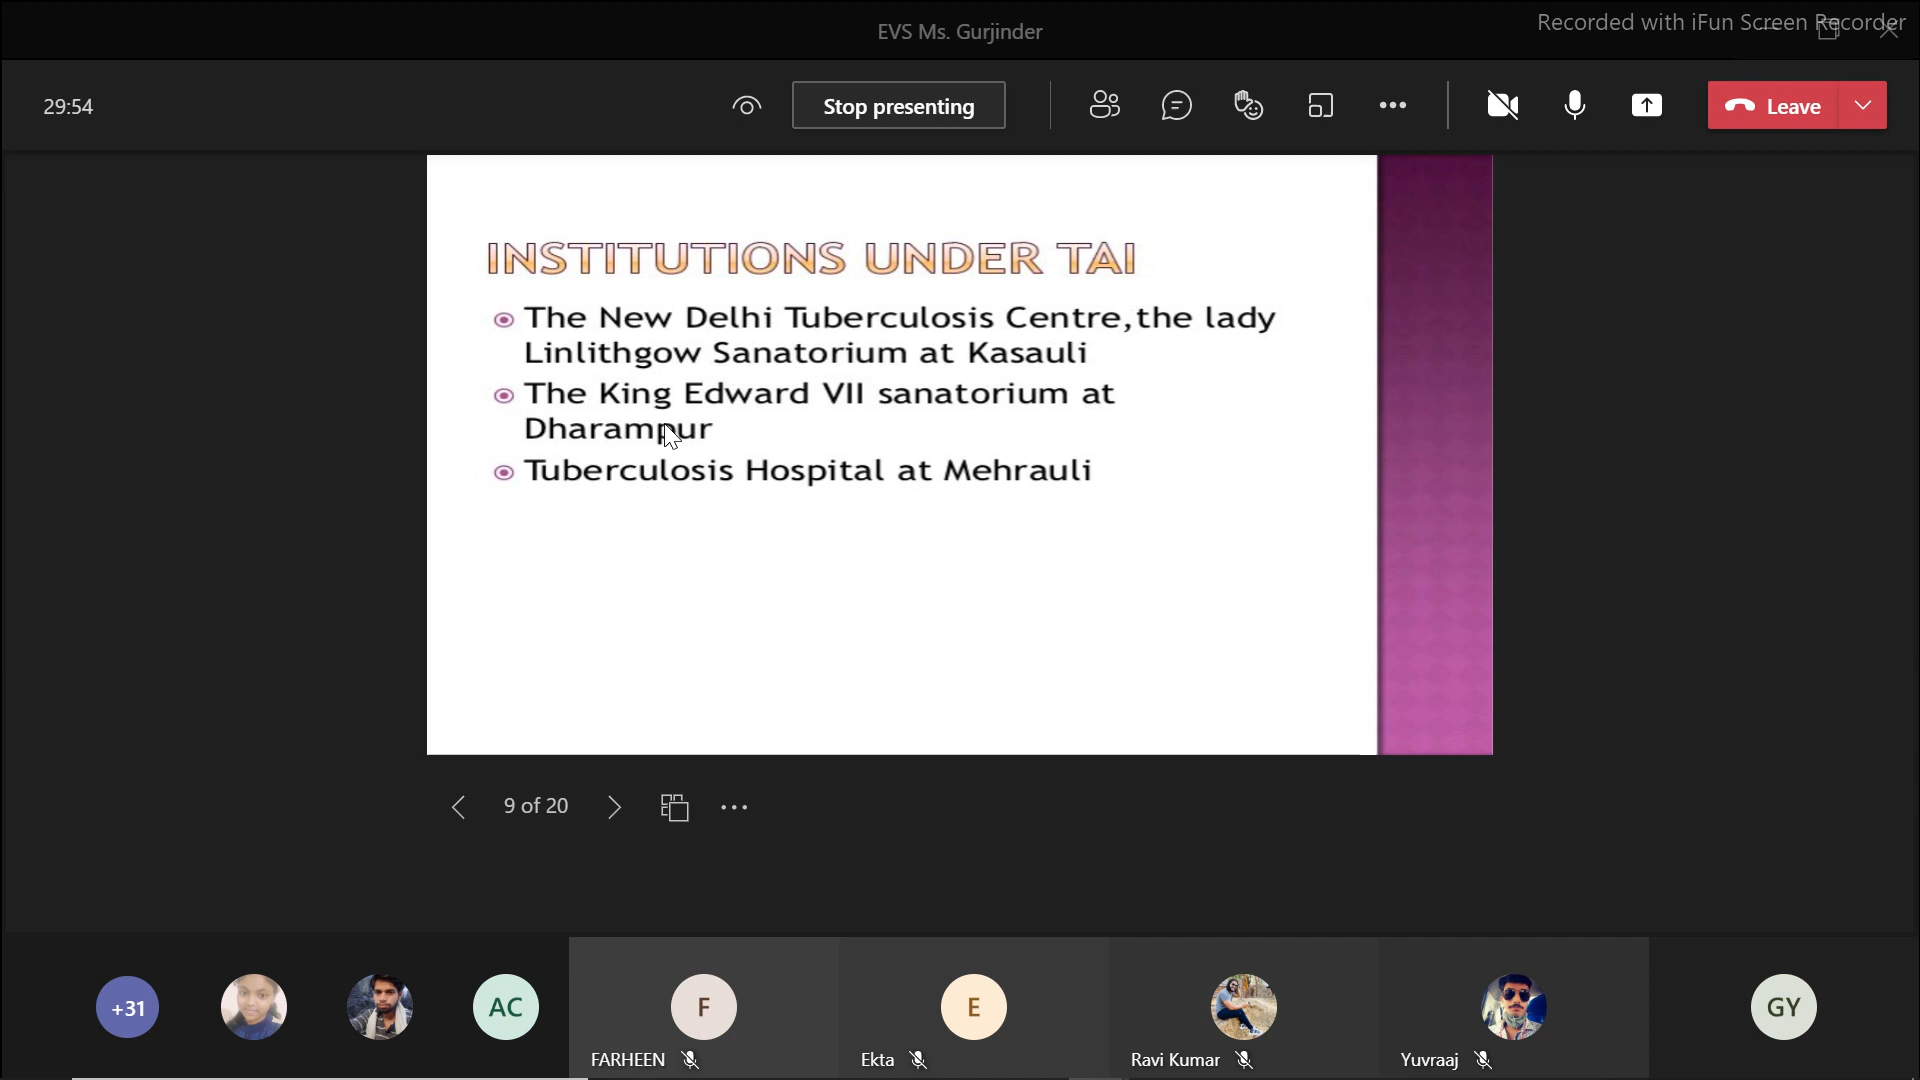 EVS Ms. Gurjinder
Recorded with iFun Screen Recorder
29:54
Stop presenting
Leave
INSTITUTIONS UNDER TAI
The New Delhi Tuberculosis Centre,the lady
Linlithgow Sanatorium at Kasauli
The King Edward VII sanatorium at
Dharampur
Tuberculosis Hospital at Mehrauli
9 of 20
+31
AC
F
E
GY
FARHEEN
Ekta
Ravi Kumar
Yuvraaj